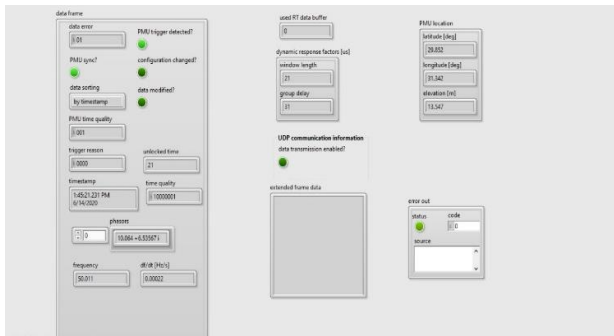 data frame
data error
01
PMU trigger detected?
PMU sync?
configuration changed?
data sorting
by timestamp
data modified?
PMU time quality
001
trigger reason
0000
unlocked time
21
timestamp
1:45:21.231 PM
6/14/2020
time quality
10000001
phasors
0
10.064 +6.53567 i
frequency
50.011
df/dt [Hz/s]
0.00022
used RT data buffer
0
dynamic response factors [us]
window length
21
group delay
31
UDP communication information
data transmission enabled?
extended frame data
PMU location
latitude [deg]
29.852
longitude [deg]
31.342
elevation [m]
13.547
error out
status
code
0
source